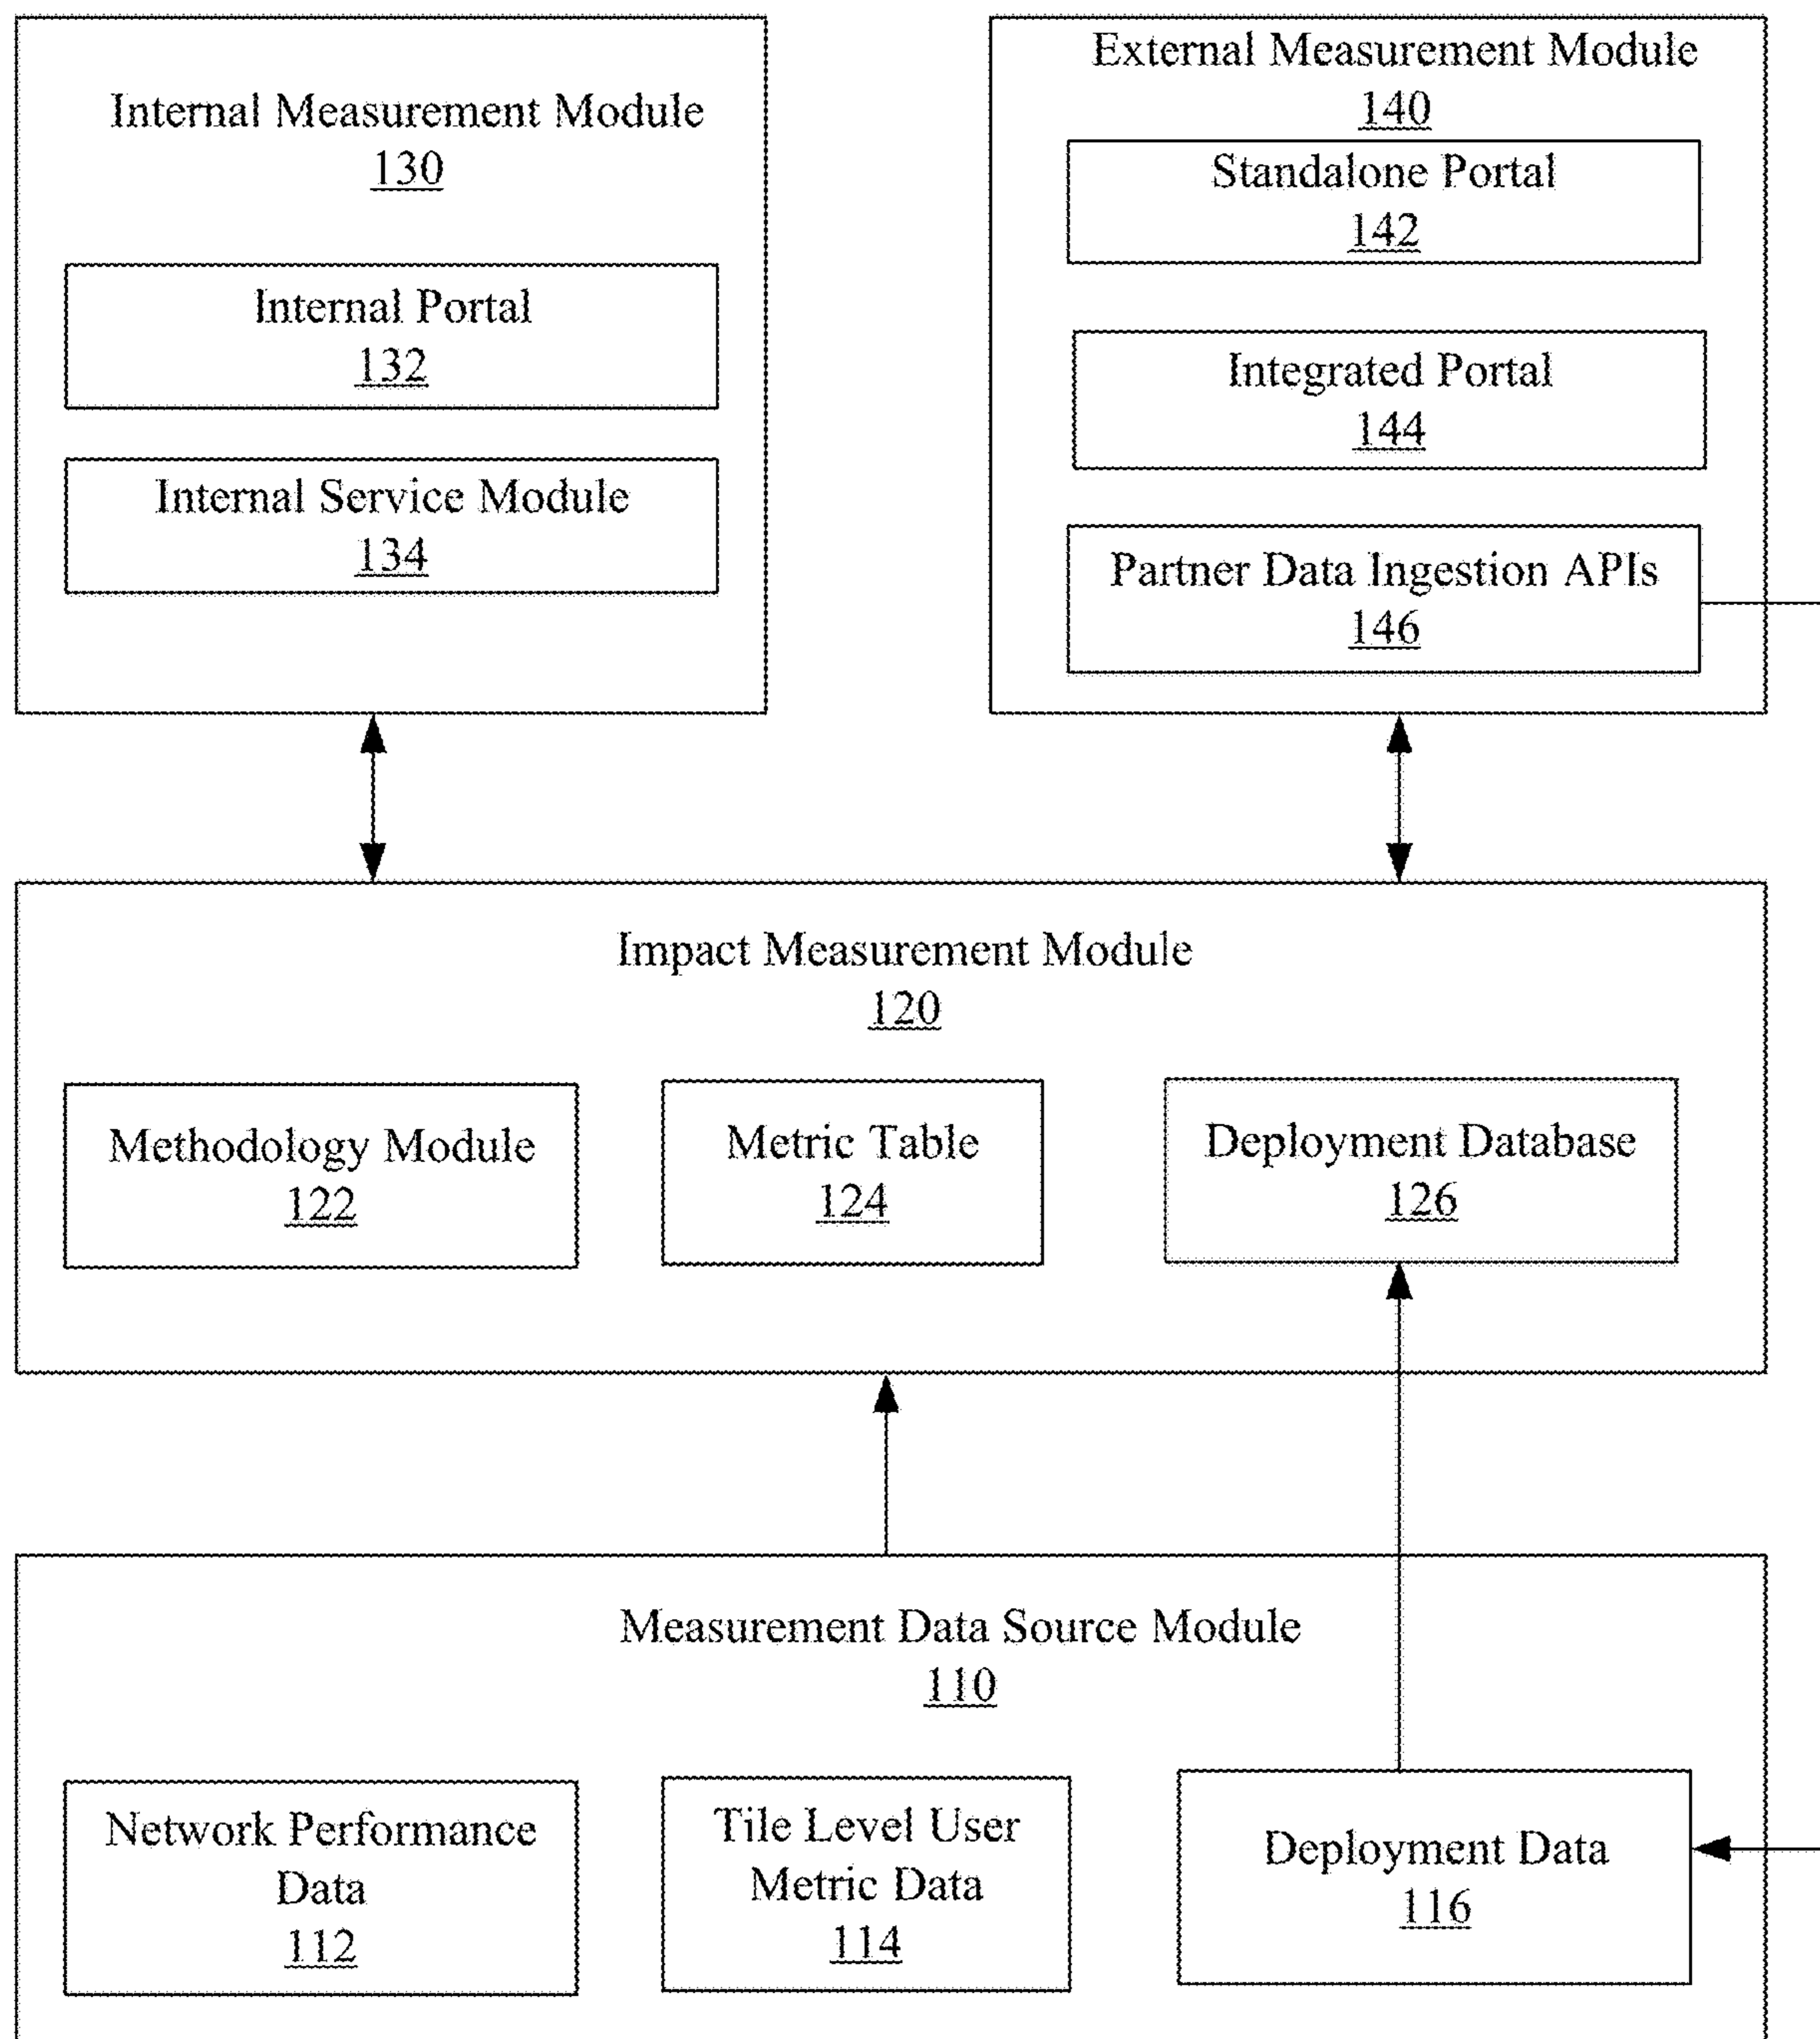 Internal Measurement Module
130
Internal Portal
132
Internal Service Module
134
External Measurement Module
140
Standalone Portal
142
Integrated Portal
144
Partner Data Ingestion APIs
146
Impact Measurement Module
120
Methodology Module
122
Metric Table
124
Deployment Database
126
Measurement Data Source Module
110
Network Performance
Data
112
Tile Level User
Metric Data
114
Deployment Data
116